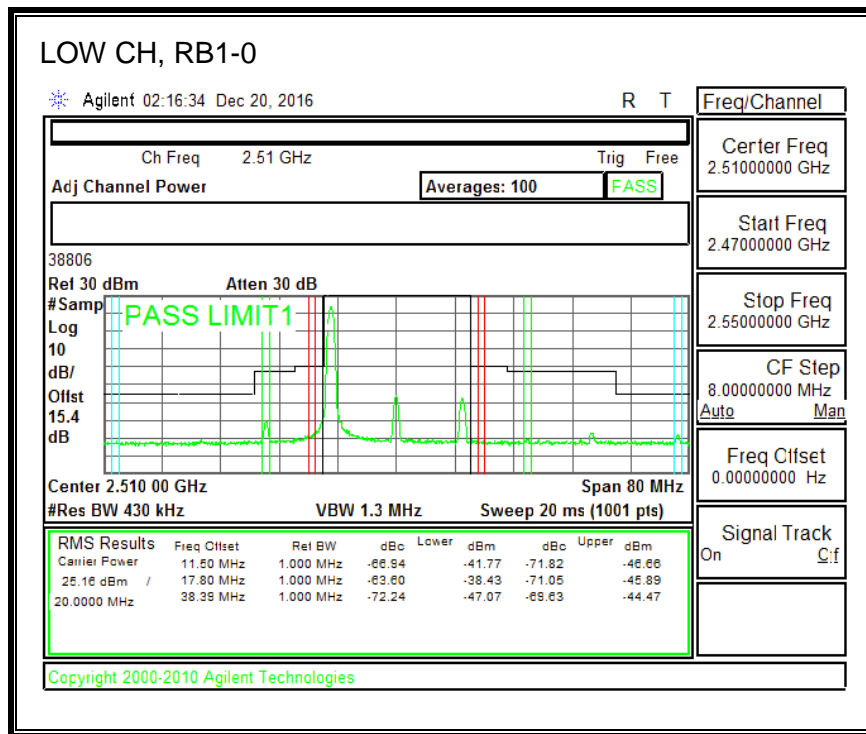 LOW CH, RB1-0
Agilent 02:16:34 Dec 20, 2016 R T
Freq/Channel
Ch Freq 2.51 GHz Trig Free
Adj Channel Power Averages: 100 PASS
Center Freq
2.51000000 GHz
Start Freq
2.47000000 GHz
Stop Freq
2.55000000 GHz
CF Step
8.00000000 MHz
Auto Man
Freq Offset
0.00000000 Hz
Signal Track
On Off
38806
Ref 30 dBm Atten 30 dB
#Samp
Log
10
dB/
Offst
15.4
dB
PASS LIMIT1
Center 2.510 00 GHz Span 80 MHz
#Res BW 430 kHz VBW 1.3 MHz Sweep 20 ms (1001 pts)
RMS Results Freq Offset Ref BW dBc Lower dBm dBc Upper dBm
Carrier Power 11.50 MHz 1.000 MHz -66.94 -41.77 -71.82 -46.66
25.16 dBm / 17.80 MHz 1.000 MHz -63.60 -38.43 -71.05 -45.89
20.0000 MHz 38.39 MHz 1.000 MHz -72.24 -47.07 -69.63 -44.47
Copyright 2000-2010 Agilent Technologies